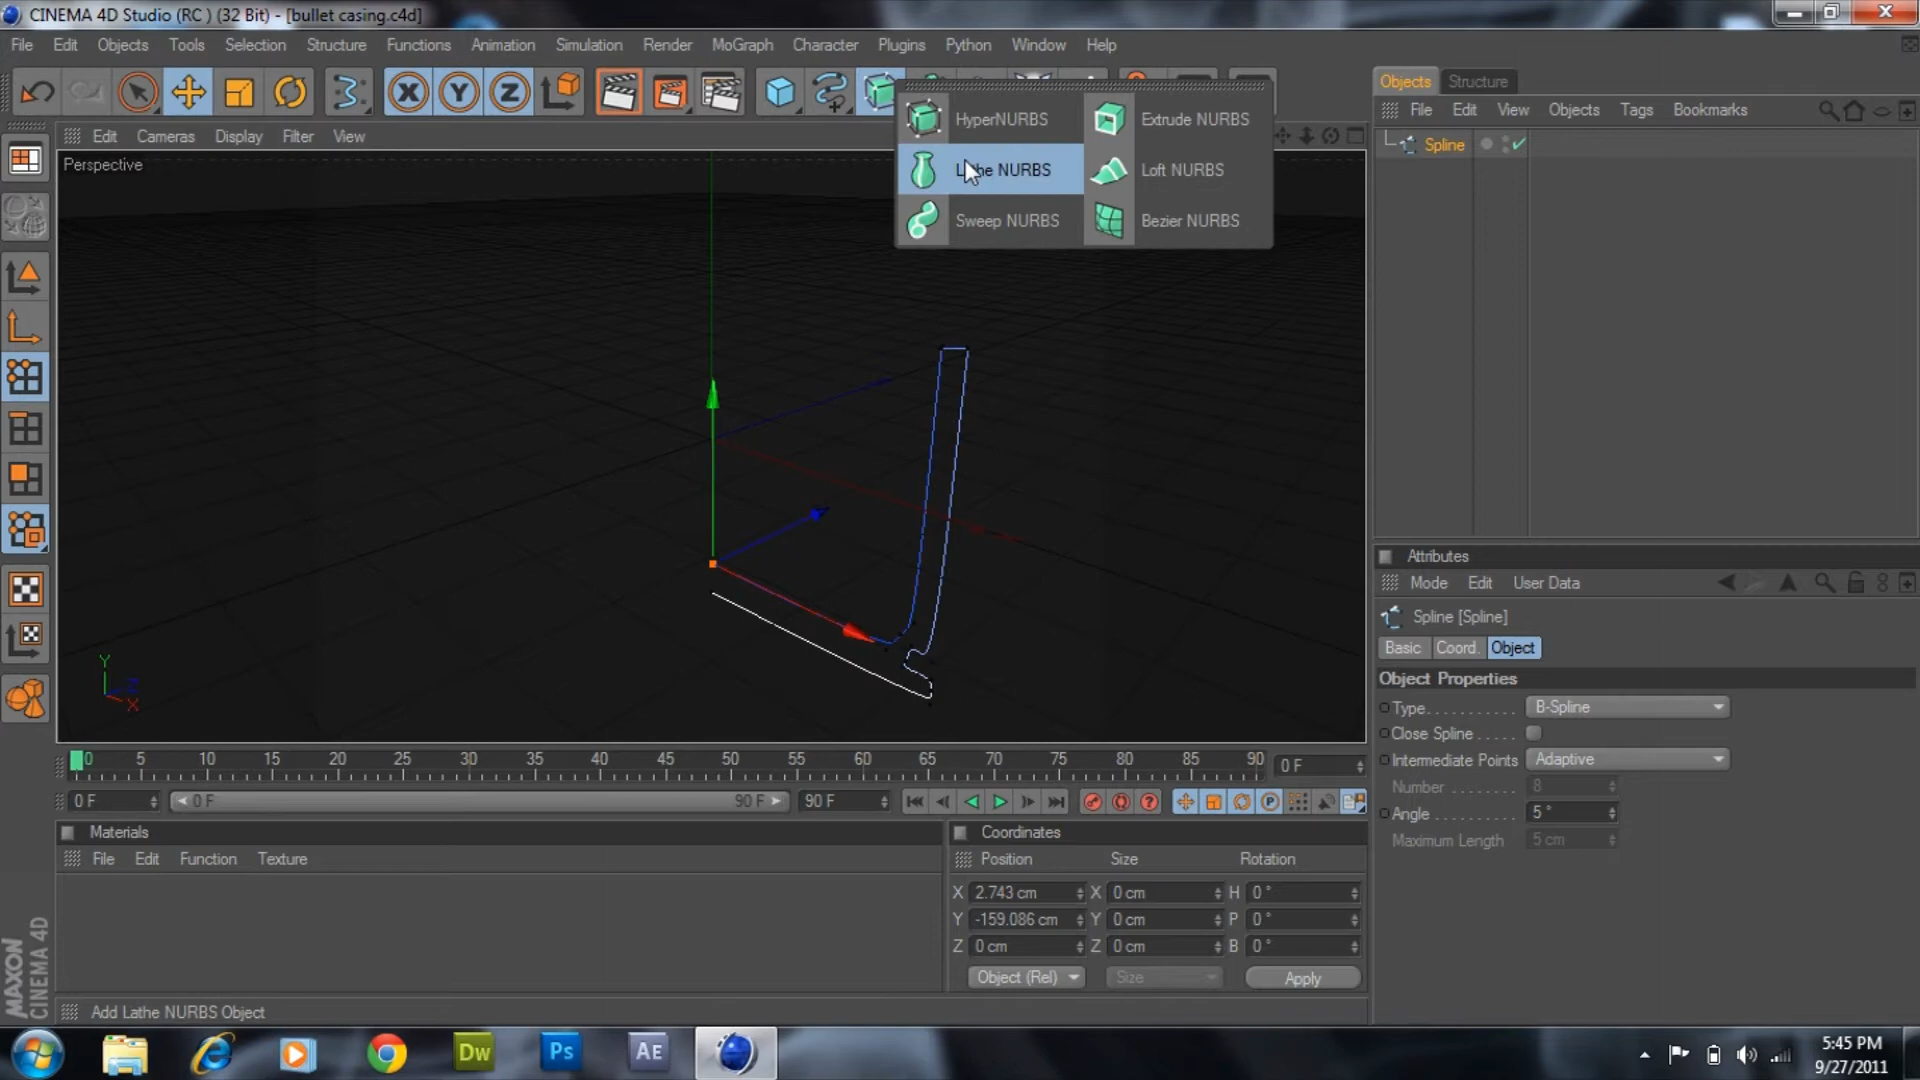 CINEMA 4D Studio (RC ) (32 Bit) - [bullet casing.c4d]
File Edit Objects Tools Selection Structure Functions Animation Simulation Render MoGraph Character Plugins Python Window Help
HyperNURBS Extrude NURBS
Lathe NURBS Loft NURBS
Sweep NURBS Bezier NURBS
Edit Cameras Display Filter View
Perspective
X Y Z
Objects Structure
File Edit View Objects Tags Bookmarks
Spline
Attributes
Mode Edit User Data
Spline [Spline]
Basic Coord. Object
Object Properties
Type B-Spline
Close Spline
Intermediate Points Adaptive
Number 8
Angle 5 °
Maximum Length 5 cm
Y
Z
X
0 5 10 15 20 25 30 35 40 45 50 55 60 65 70 75 80 85 90 0 F
0 F 0 F 90 F 90 F
Materials
File Edit Function Texture
Coordinates
Position Size Rotation
X 2.743 cm X 0 cm H 0 °
Y -159.086 cm Y 0 cm P 0 °
Z 0 cm Z 0 cm B 0 °
Object (Rel) Size Apply
MAXON
CINEMA 4D
Add Lathe NURBS Object
Dw Ps AE
5:45 PM
9/27/2011